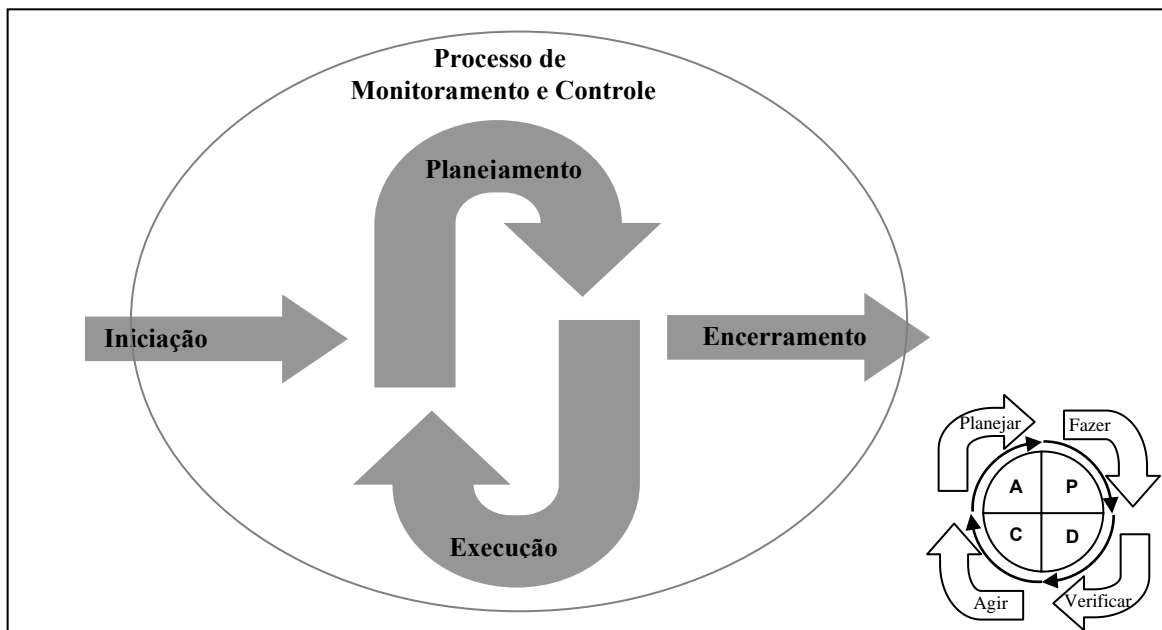 Processo de
Monitoramento e Controle
Planejamento
Iniciação
Encerramento
Execução
Planejar
Fazer
A
P
C
D
Agir
Verificar